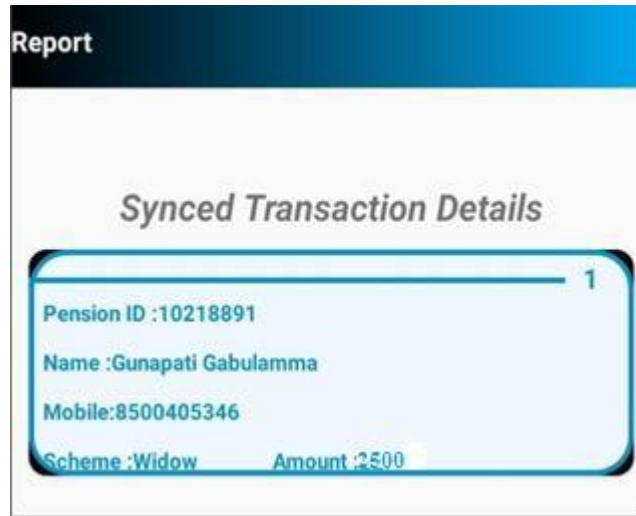 Report
Synced Transaction Details
1
Pension ID :10218891
Name :Gunapati Gabulamma
Mobile:8500405346
Scheme :Widow Amount :2500